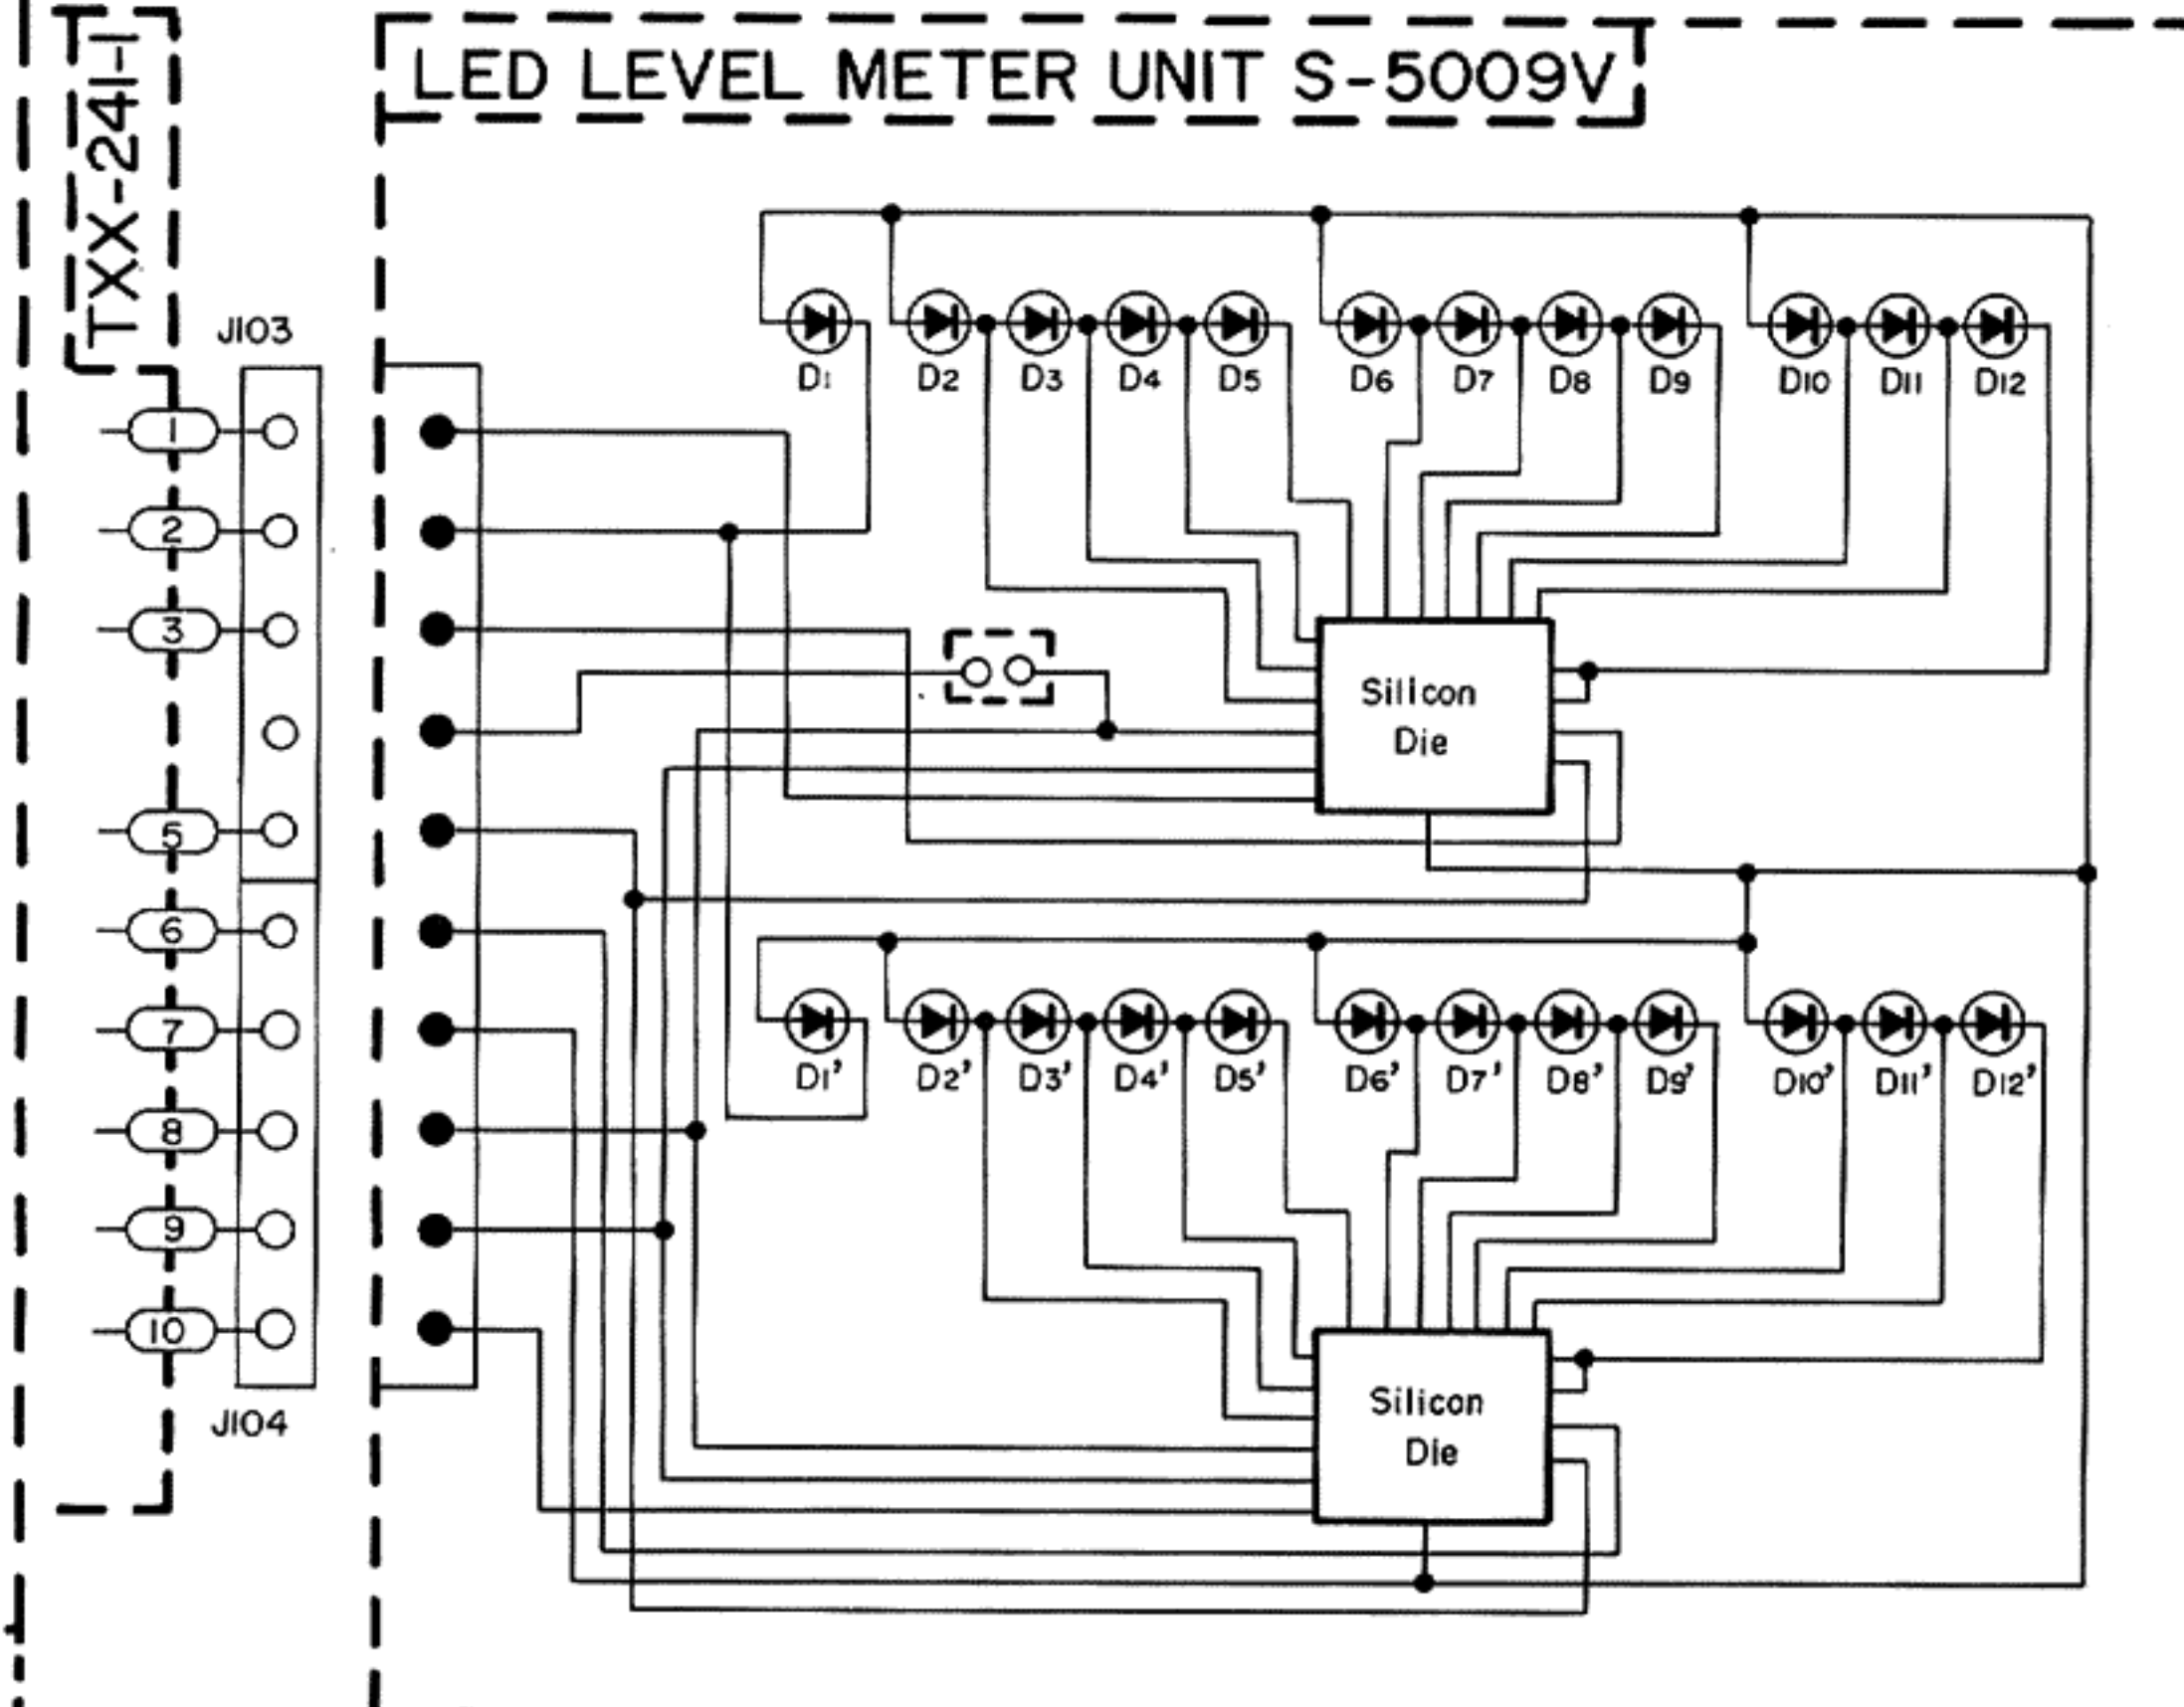 TXX-241-1
LED LEVEL METER UNIT S-5009V
J103
D1 D2 D3 D4 D5 D6 D7 D8 D9 D10 D11 D12
1
2
3
Silicon
Die
5
6
7
D1' D2' D3' D4' D5' D6' D7' D8' D9' D10' D11' D12'
8
9
10
J104
Silicon
Die